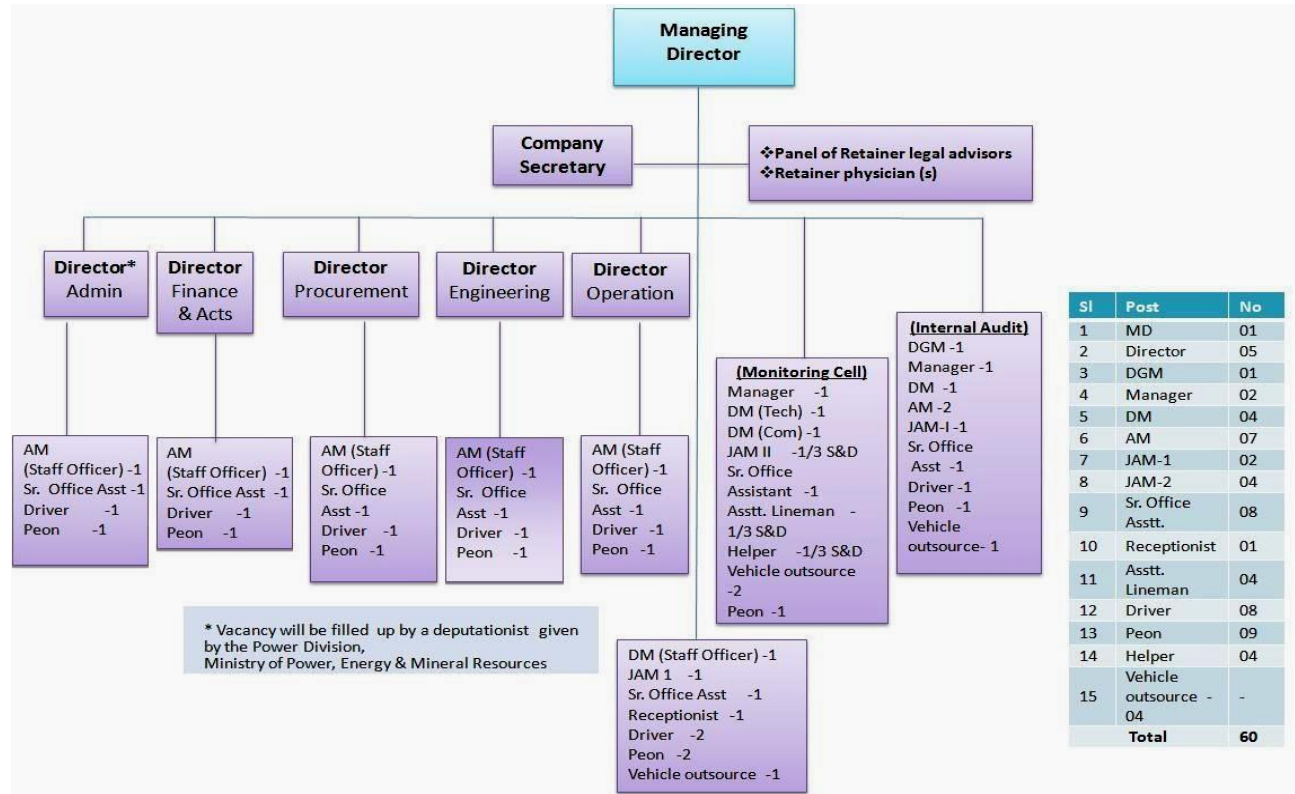 Managing
Director
Company
Secretary
❖Panel of Retainer legal advisors
❖Retainer physician (s)
Director*
Admin
Director
Finance
& Acts
Director
Procurement
Director
Engineering
Director
Operation
AM
(Staff Officer) -1
Sr. Office Asst -1
Driver -1
Peon -1
AM
(Staff Officer) -1
Sr. Office Asst -1
Driver -1
Peon -1
AM (Staff
Officer) -1
Sr. Office
Asst -1
Driver -1
Peon -1
AM (Staff
Officer) -1
Sr. Office
Asst -1
Driver -1
Peon -1
AM (Staff
Officer) -1
Sr. Office
Asst -1
Driver -1
Peon -1
(Monitoring Cell)
Manager -1
DM (Tech) -1
DM (Com) -1
JAM II -1/3 S&D
Sr. Office
Assistant -1
Asstt. Lineman -
1/3 S&D
Helper -1/3 S&D
Vehicle outsource
-2
Peon -1
(Internal Audit)
DGM -1
Manager -1
DM -1
AM -2
JAM-I -1
Sr. Office
Asst -1
Driver -1
Peon -1
Vehicle
outsource- 1
* Vacancy will be filled up by a deputationist given
by the Power Division,
Ministry of Power, Energy & Mineral Resources
DM (Staff Officer) -1
JAM 1 -1
Sr. Office Asst -1
Receptionist -1
Driver -2
Peon -2
Vehicle outsource -1
Sl Post No
1 MD 01
2 Director 05
3 DGM 01
4 Manager 02
5 DM 04
6 AM 07
7 JAM-1 02
8 JAM-2 04
9 Sr. Office
Asstt. 08
10 Receptionist 01
11 Asstt.
Lineman 04
12 Driver 08
13 Peon 09
14 Helper 04
15 Vehicle
outsource - -
04
Total 60